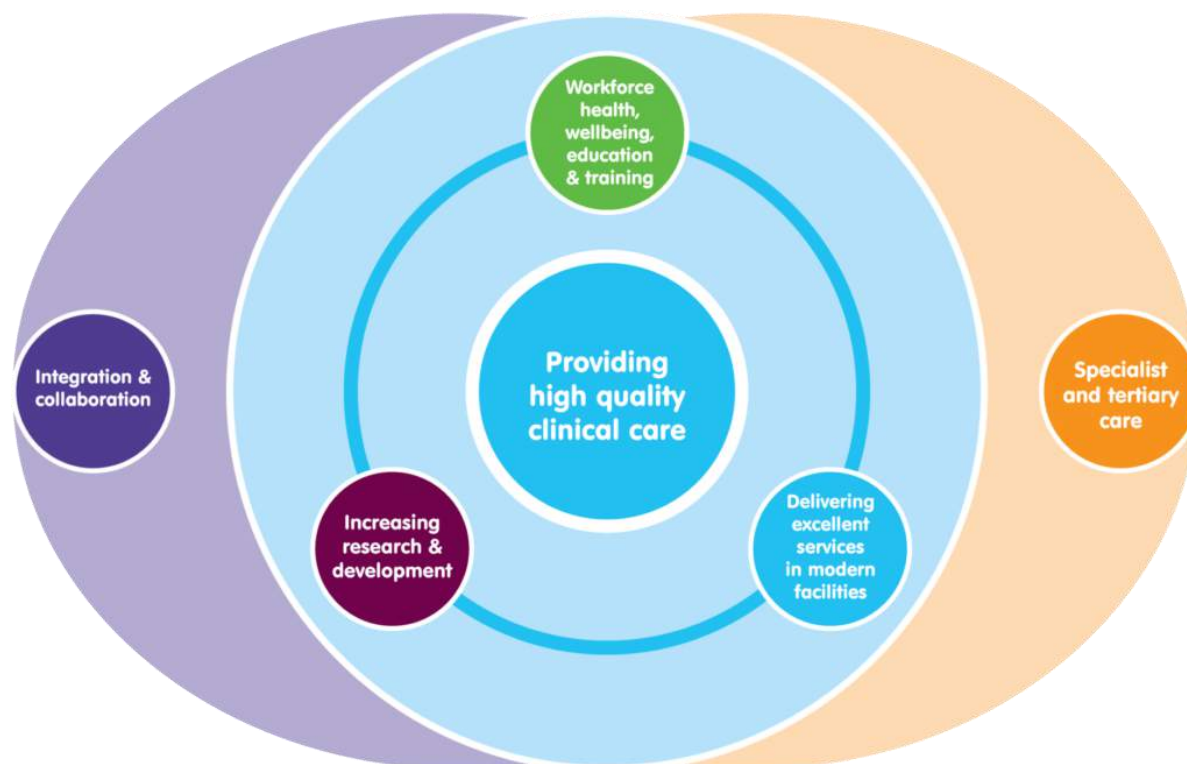 Workforce
health,
wellbeing,
education
& training
Integration &
collaboration
Providing
high quality
clinical care
Specialist
and tertiary
care
Increasing
research &
development
Delivering
excellent
services
in modern
facilities